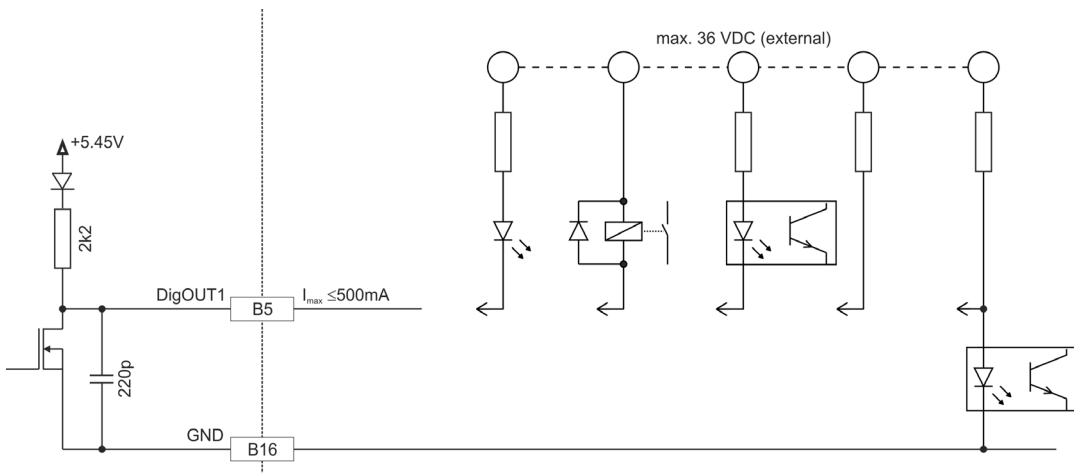 max. 36 VDC (external)
+5.45V
2k2
DigOUT1
B5
Imax ≤500mA
220p
GND
B16